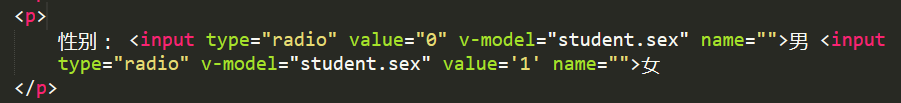 <p>
性别： <input type="radio" value="0" v-model="student.sex" name="">男 <input
type="radio" v-model="student.sex" value='1' name="">女
</p>